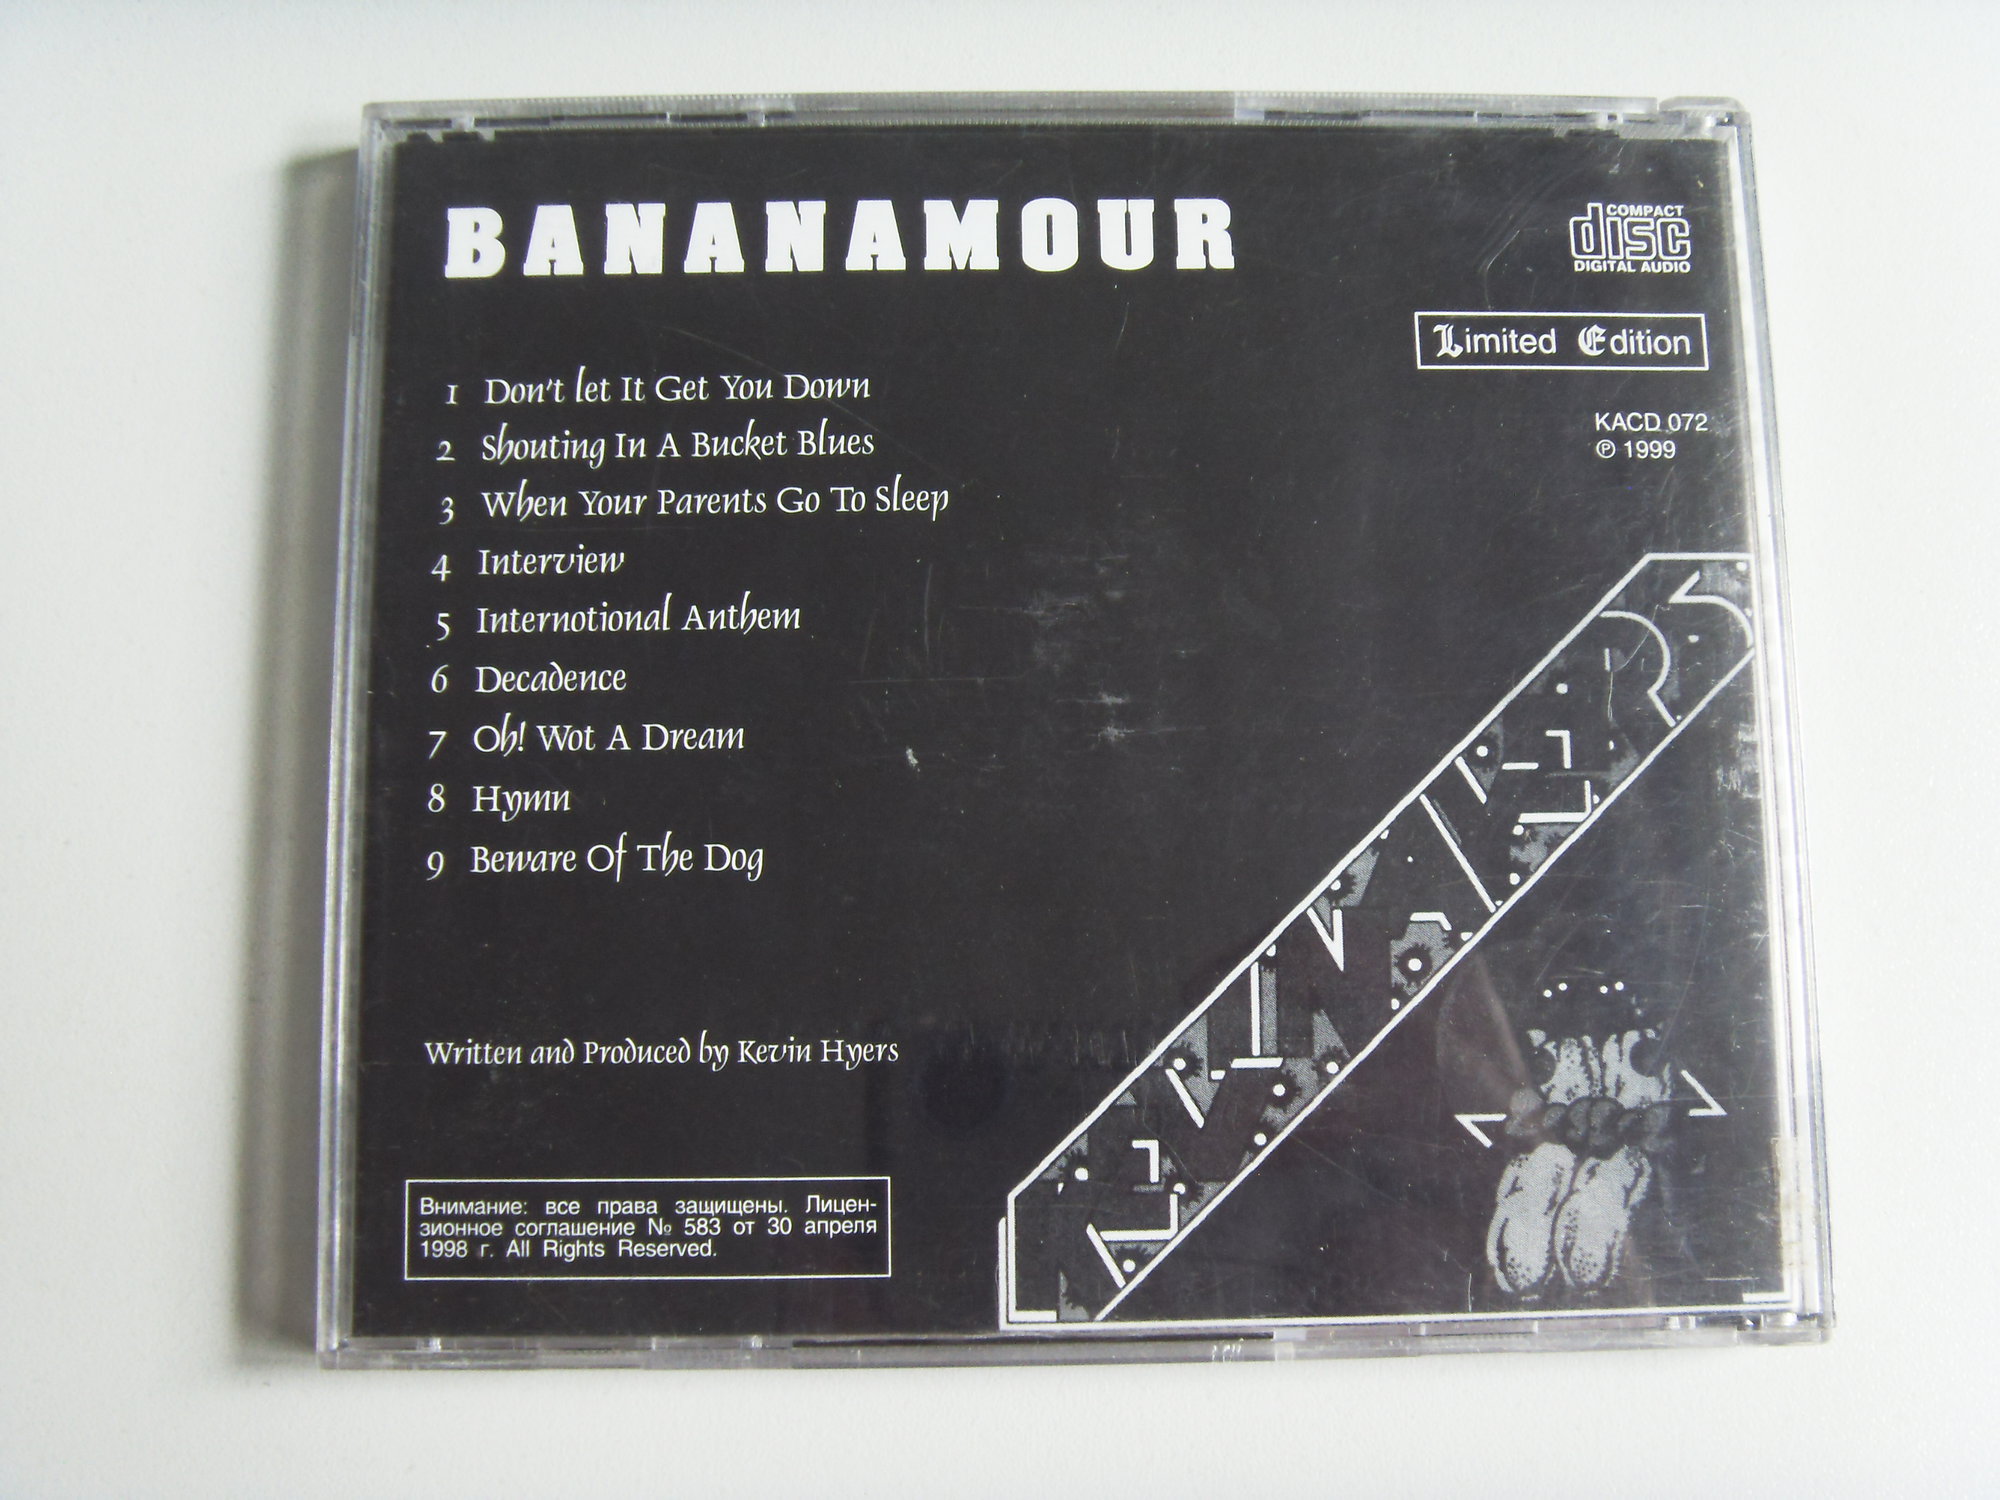 BANANAMOUR
COMPACT
disc
DIGITAL AUDIO
Limited Edition
KACD 072
℗ 1999
1 Don't let It Get You Down
2 Shouting In A Bucket Blues
3 When Your Parents Go To Sleep
4 Interview
5 Internotional Anthem
6 Decadence
7 Oh! Wot A Dream
8 Hymn
9 Beware Of The Dog
Written and Produced by Kevin Hyers
Внимание: все права защищены. Лицен-
зионное соглашение № 583 от 30 апреля
1998 г. All Rights Reserved.